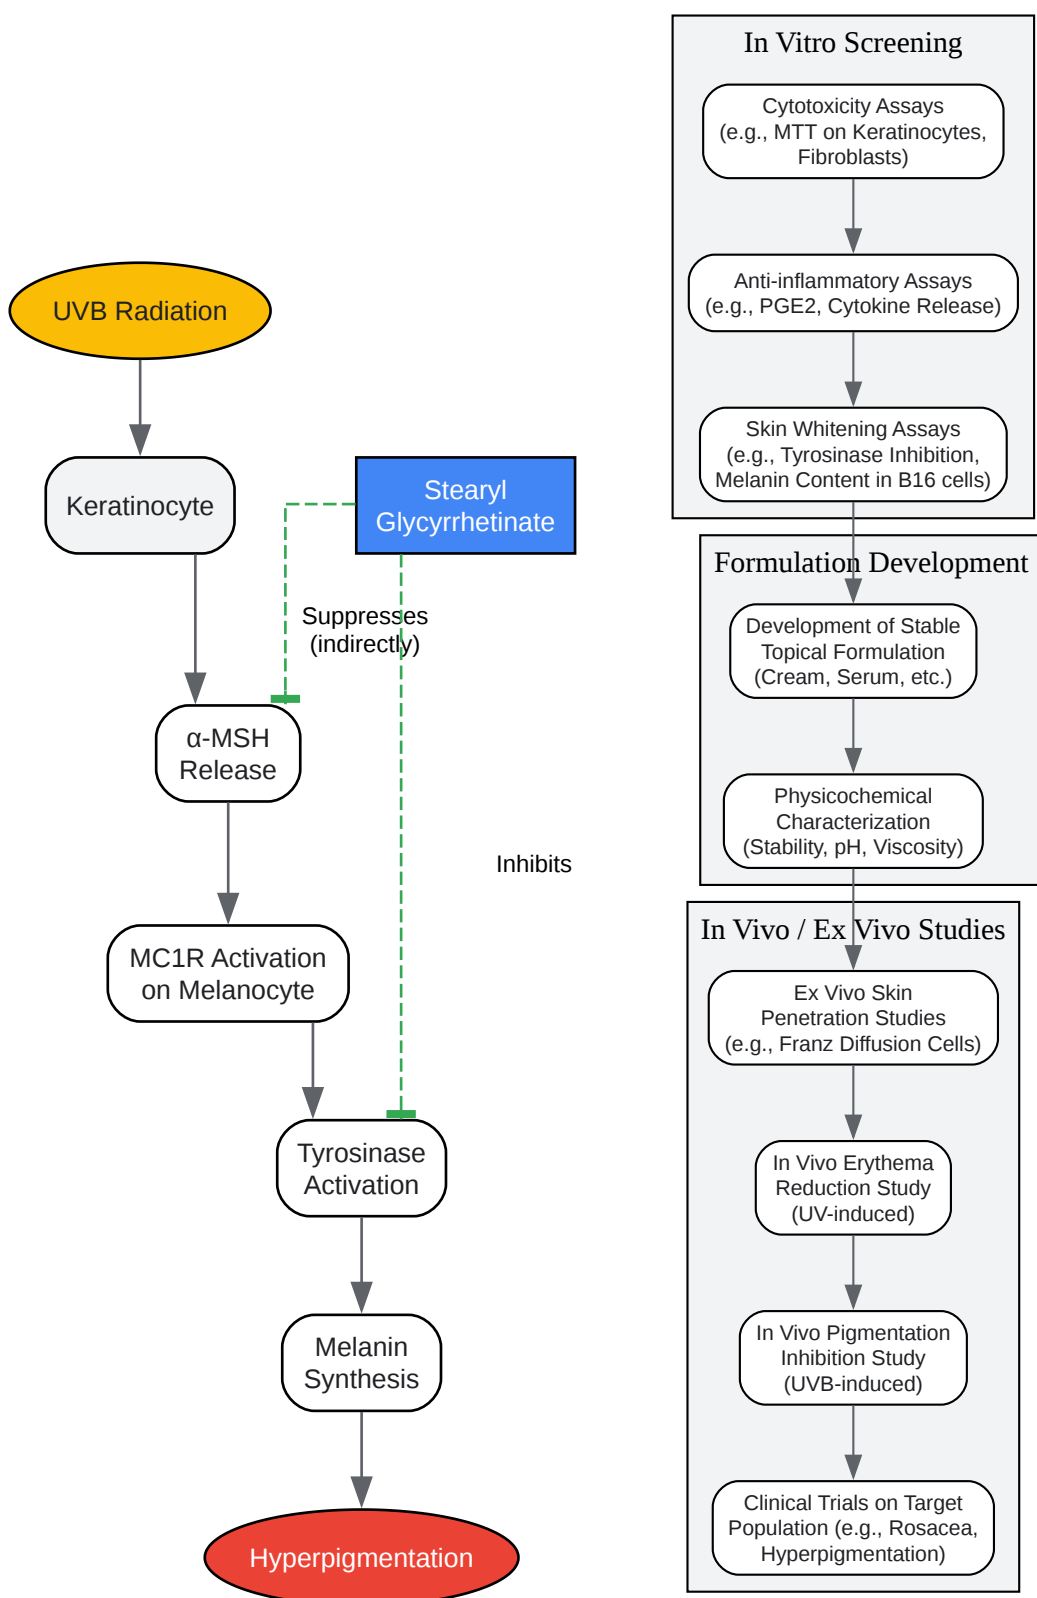 UVB Radiation
Keratinocyte
Stearyl
Glycyrrhetinate
Suppresses
(indirectly)
α-MSH
Release
Inhibits
MC1R Activation
on Melanocyte
Tyrosinase
Activation
Melanin
Synthesis
Hyperpigmentation
In Vitro Screening
Cytotoxicity Assays
(e.g., MTT on Keratinocytes,
Fibroblasts)
Anti-inflammatory Assays
(e.g., PGE2, Cytokine Release)
Skin Whitening Assays
(e.g., Tyrosinase Inhibition,
Melanin Content in B16 cells)
Formulation Development
Development of Stable
Topical Formulation
(Cream, Serum, etc.)
Physicochemical
Characterization
(Stability, pH, Viscosity)
In Vivo / Ex Vivo Studies
Ex Vivo Skin
Penetration Studies
(e.g., Franz Diffusion Cells)
In Vivo Erythema
Reduction Study
(UV-induced)
In Vivo Pigmentation
Inhibition Study
(UVB-induced)
Clinical Trials on Target
Population (e.g., Rosacea,
Hyperpigmentation)